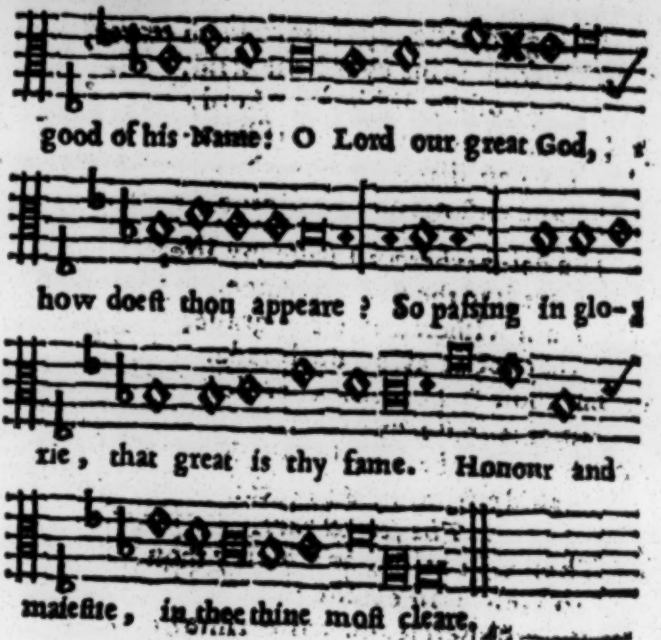 good of his Name: O Lord our great God,
how doest thou appeare? So passing in glo-
rie, that great is thy fame. Honour and
maiestie, in thee thine most cleare.